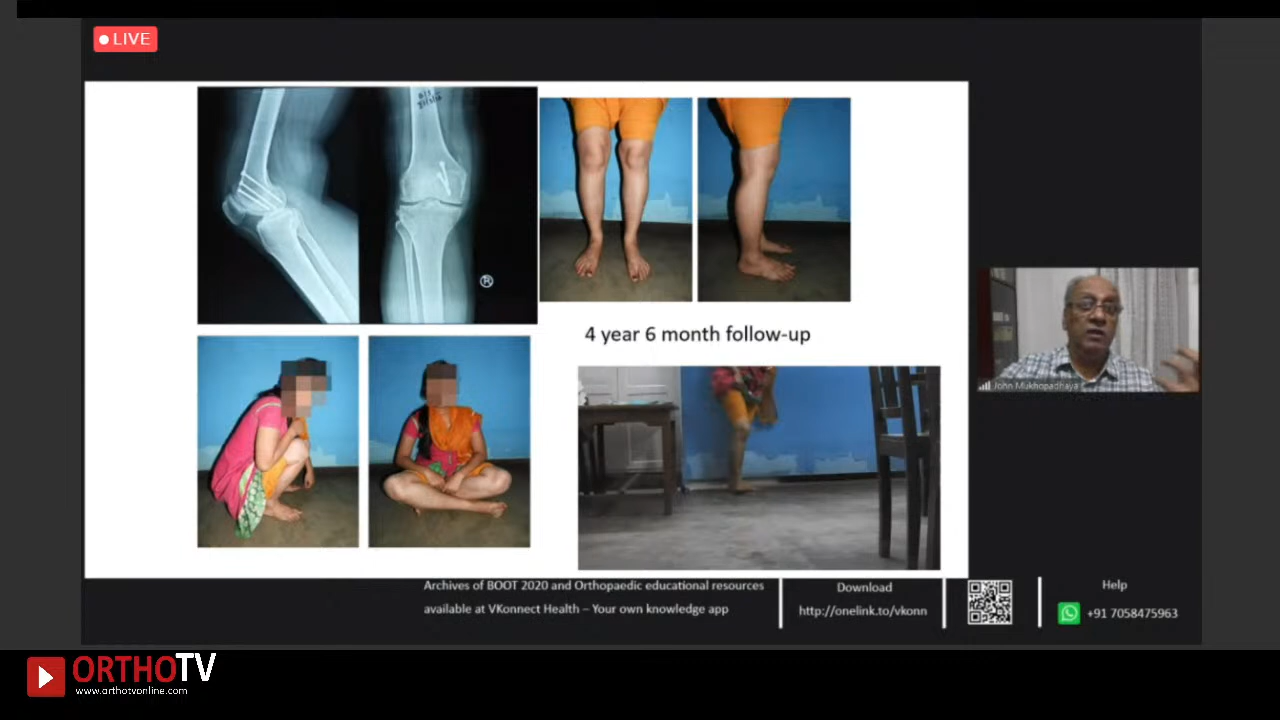 LIVE
R
4 year 6 month follow-up
John Mukhopadhaya
Archives of BOOT 2020 and Orthopaedic educational resources
available at VKonnect Health – Your own knowledge app
Download
http://onelink.to/vkonn
Help
+91 7058475963
ORTHOTV
www.orthotvonline.com